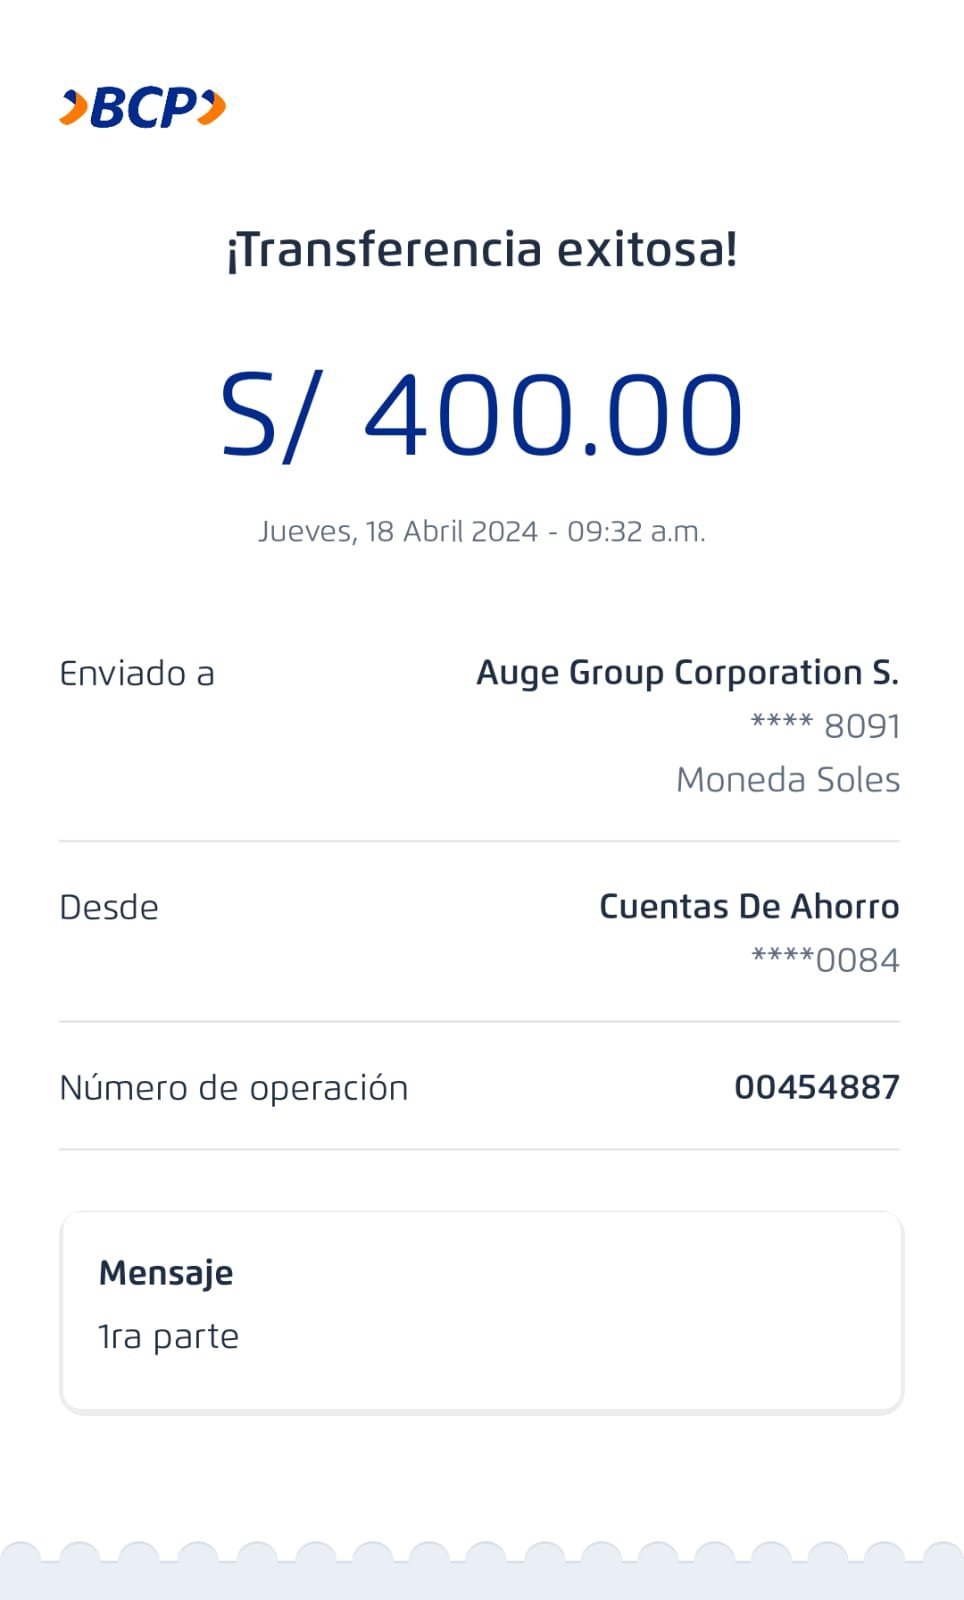 BCP
¡Transferencia exitosa!
S/ 400.00
Jueves, 18 Abril 2024 - 09:32 a.m.
Enviado a
Auge Group Corporation S.
**** 8091
Moneda Soles
Desde
Cuentas De Ahorro
****0084
Número de operación
00454887
Mensaje
1ra parte